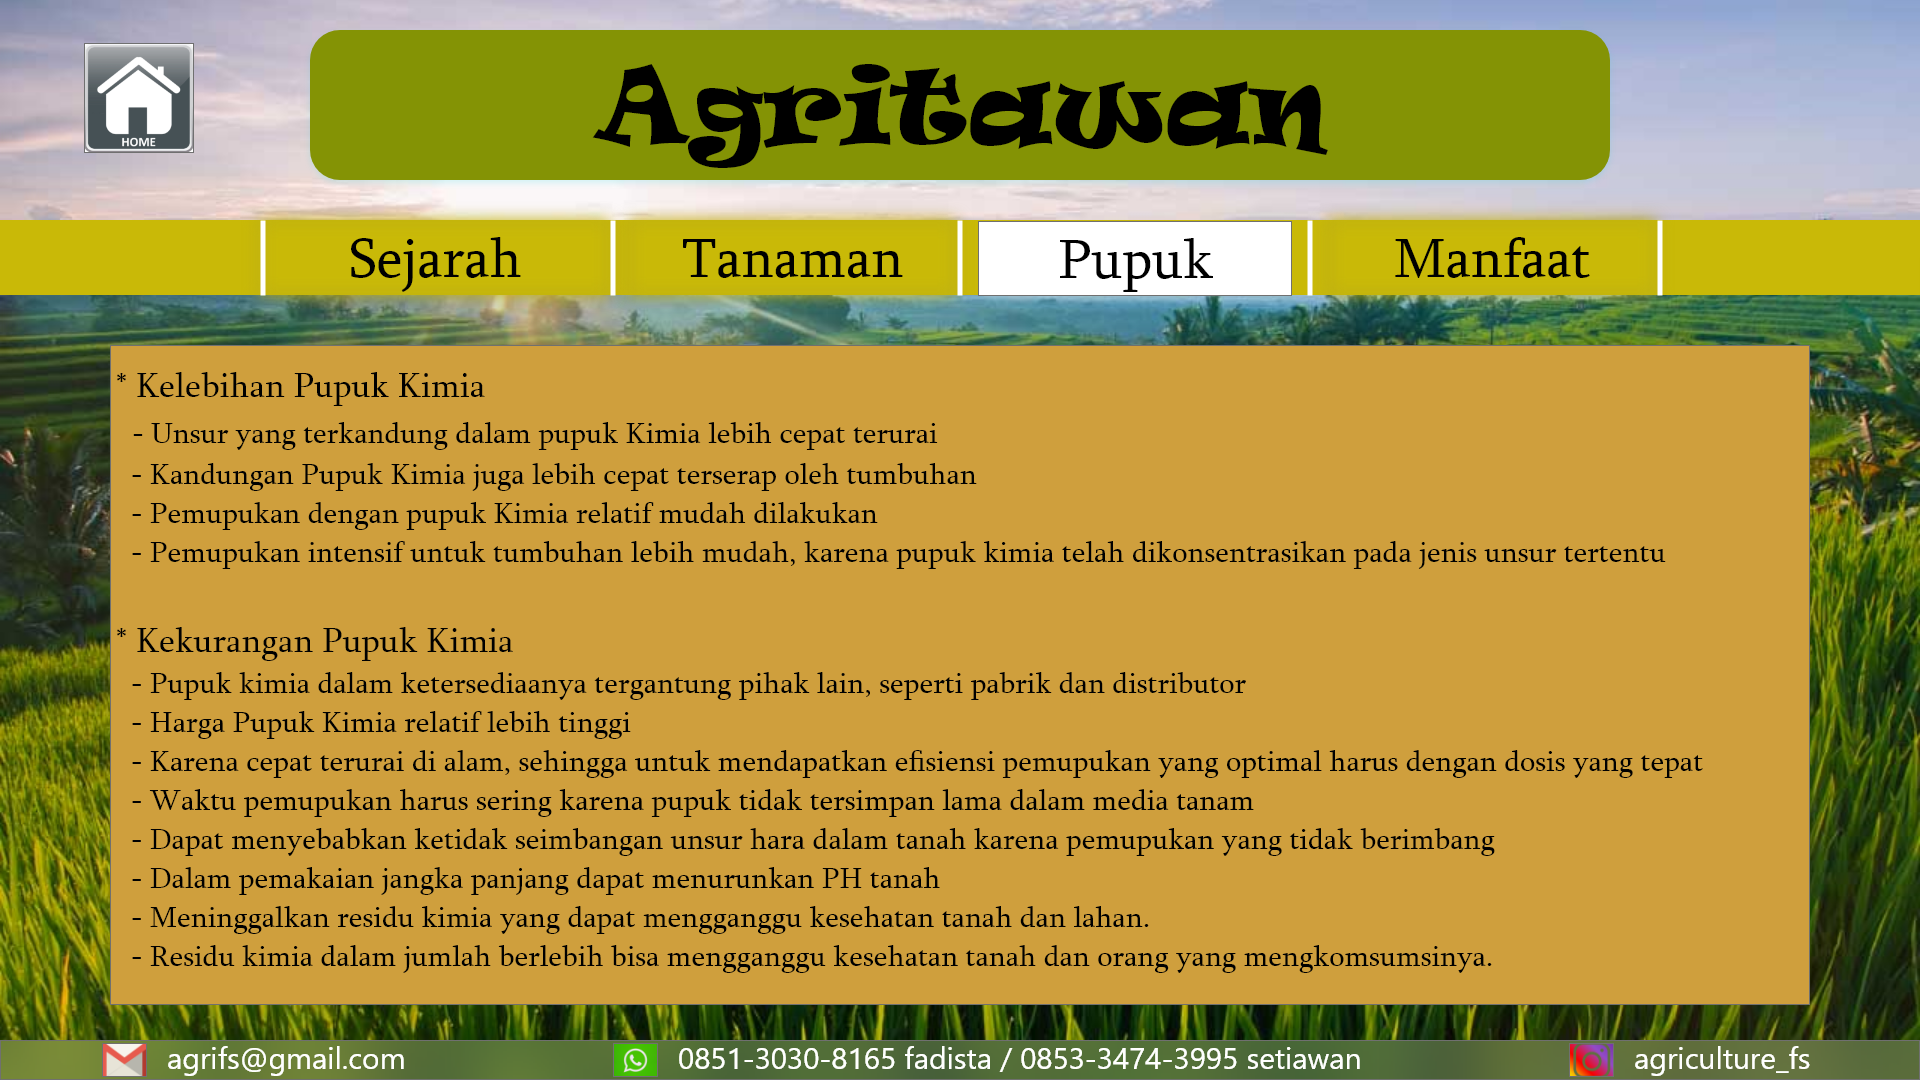 HOME
Agritawan
Sejarah
Tanaman
Pupuk
Manfaat
* Kelebihan Pupuk Kimia
- Unsur yang terkandung dalam pupuk Kimia lebih cepat terurai
- Kandungan Pupuk Kimia juga lebih cepat terserap oleh tumbuhan
- Pemupukan dengan pupuk Kimia relatif mudah dilakukan
- Pemupukan intensif untuk tumbuhan lebih mudah, karena pupuk kimia telah dikonsentrasikan pada jenis unsur tertentu
* Kekurangan Pupuk Kimia
- Pupuk kimia dalam ketersediaanya tergantung pihak lain, seperti pabrik dan distributor
- Harga Pupuk Kimia relatif lebih tinggi
- Karena cepat terurai di alam, sehingga untuk mendapatkan efisiensi pemupukan yang optimal harus dengan dosis yang tepat
- Waktu pemupukan harus sering karena pupuk tidak tersimpan lama dalam media tanam
- Dapat menyebabkan ketidak seimbangan unsur hara dalam tanah karena pemupukan yang tidak berimbang
- Dalam pemakaian jangka panjang dapat menurunkan PH tanah
- Meninggalkan residu kimia yang dapat mengganggu kesehatan tanah dan lahan.
- Residu kimia dalam jumlah berlebih bisa mengganggu kesehatan tanah dan orang yang mengkomsumsinya.
agrifs@gmail.com
0851-3030-8165 fadista / 0853-3474-3995 setiawan
agriculture_fs